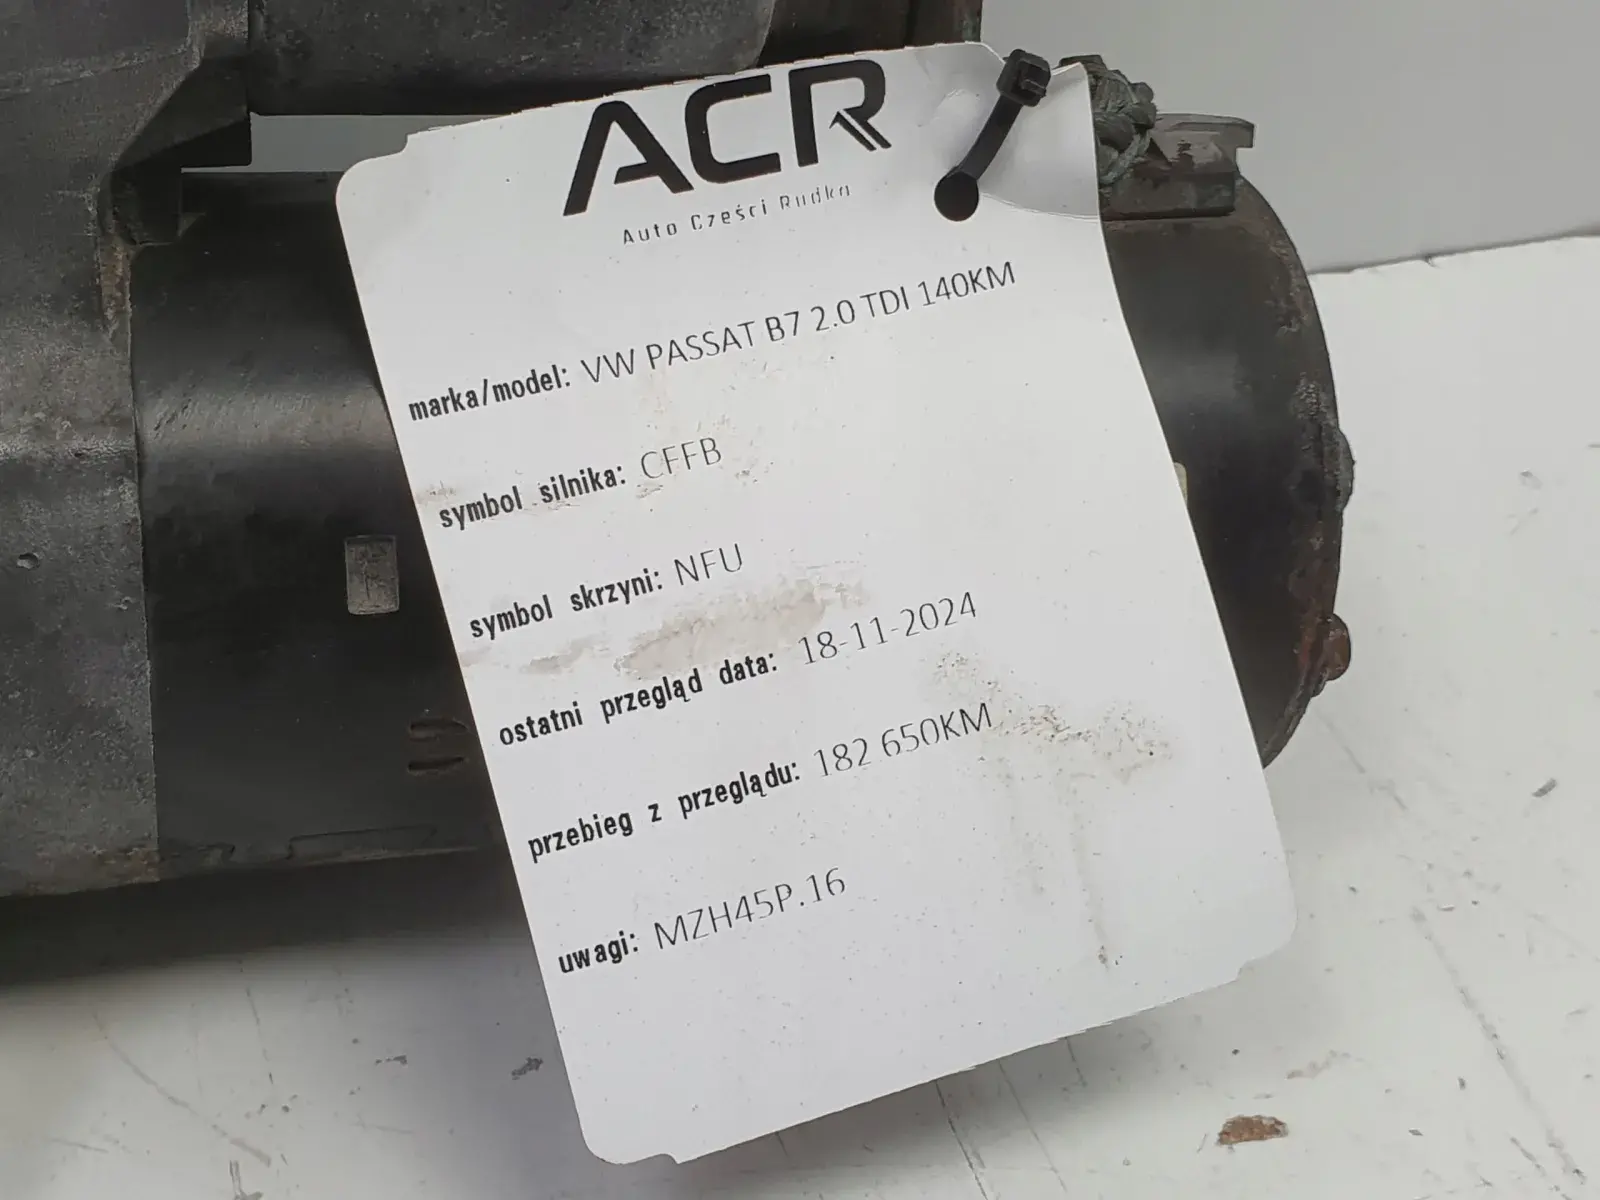 ACR
Auto Części Rudka
marka/model: VW PASSAT B7 2.0 TDI 140KM
symbol silnika: CFFB
symbol skrzyni: NFU
ostatni przegląd data: 18-11-2024
przebieg z przeglądu: 182 650KM
uwagi: MZH45P.16